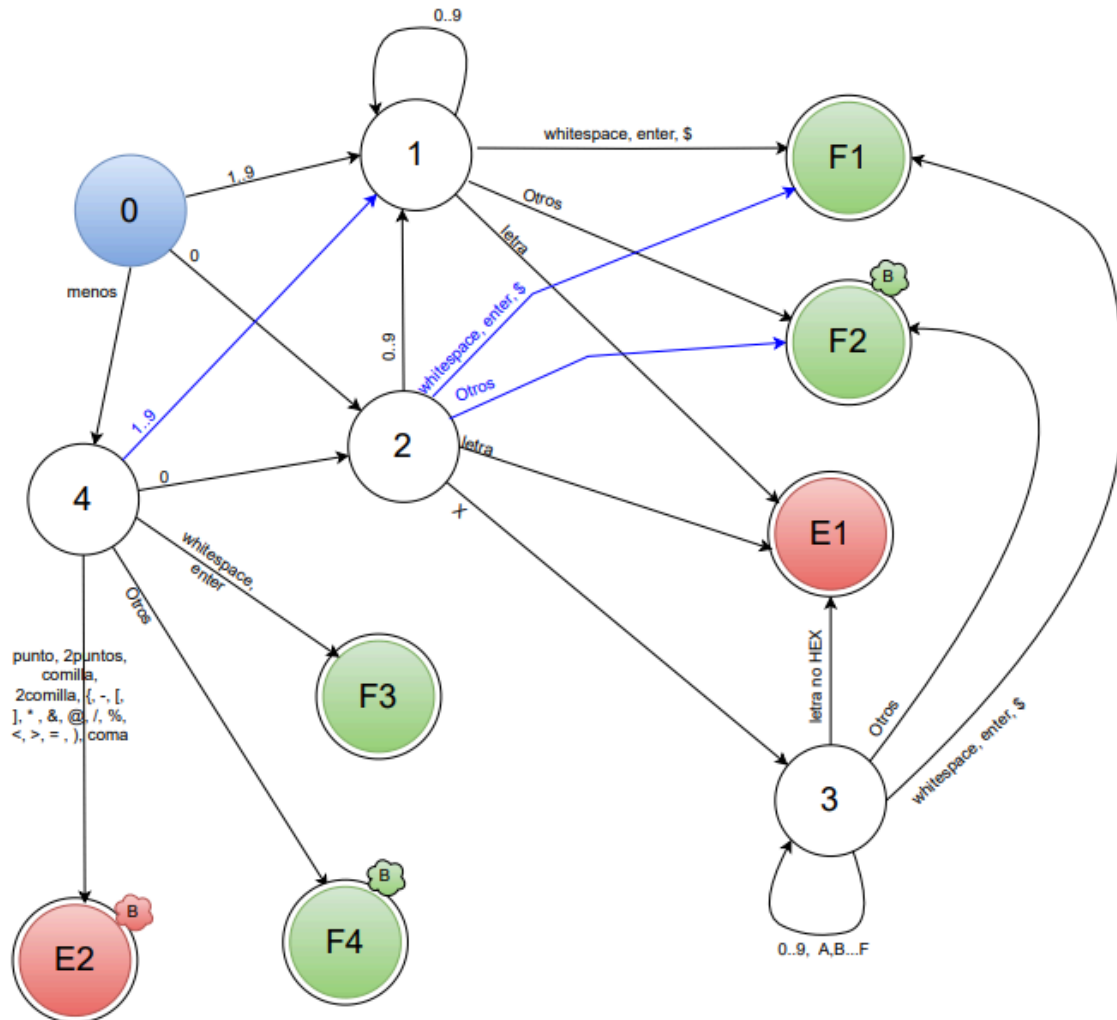 0..9
1
whitespace, enter, $
F1
0
1..9
Otros
letra
0
menos
B
F2
0..9
whitespace, enter, $
Otros
1..9
2
letra
0
4
X
E1
whitespace,
enter
Otros
punto, 2puntos,
comilla,
2comilla, {, -, [,
], * , &, @, /, %,
<, >, = , ), coma
F3
letra no HEX
Otros
whitespace, enter, $
3
B
F4
B
E2
0..9, A,B...F